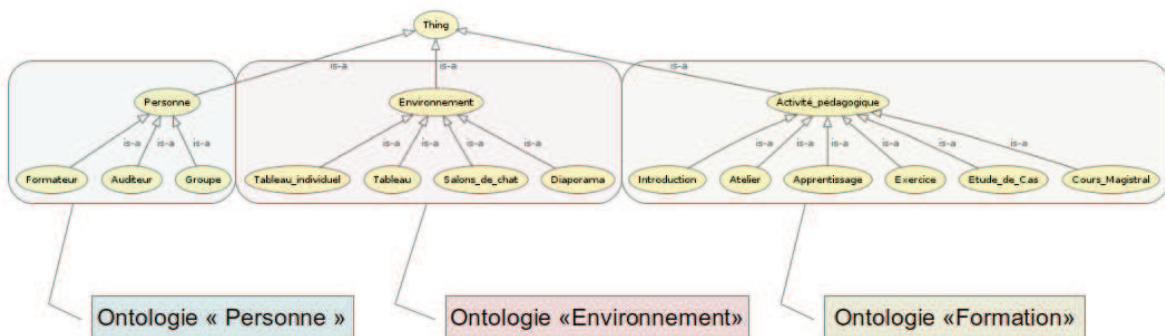 Thing
is-a is-a is-a
Personne Environnement Activité_pédagogique
is-a is-a is-a is-a is-a is-a is-a is-a is-a is-a is-a is-a is-a
Formateur Auditeur Groupe Tableau_individuel Tableau Salons_de_chat Diaporama Introduction Atelier Apprentissage Exercice Etude_de_Cas Cours_Magistral
Ontologie « Personne » Ontologie «Environnement» Ontologie «Formation»